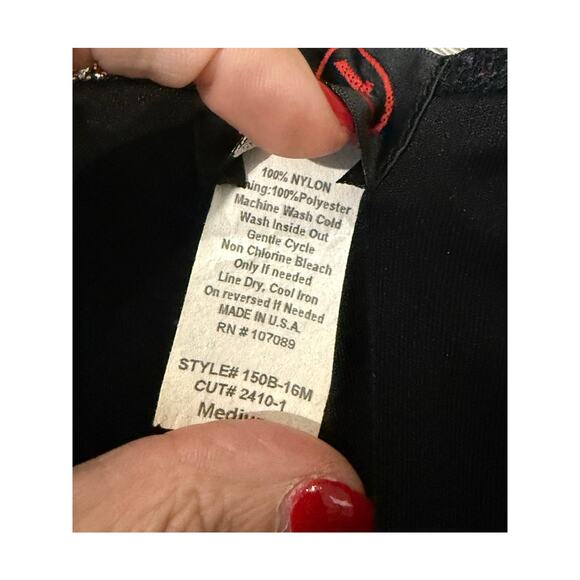 100% NYLON
ning:100%Polyester
Machine Wash Cold
Wash Inside Out
Gentle Cycle
Non Chlorine Bleach
Only If needed
Line Dry, Cool Iron
On reversed If Needed
MADE IN U.S.A.
RN # 107089
STYLE# 150B-16M
CUT# 2410-1
Medium